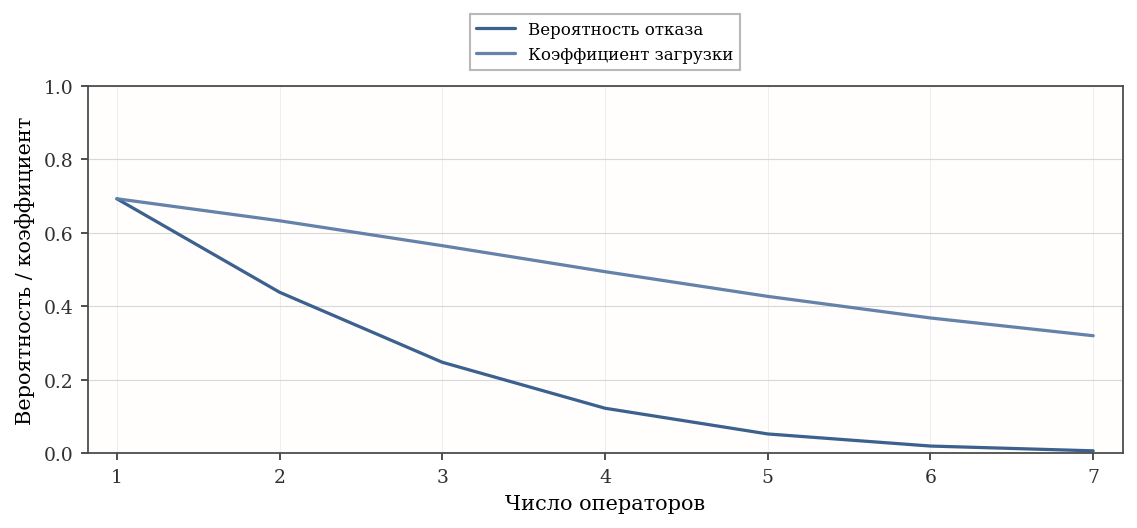 Вероятность отказа
Коэффициент загрузки
Вероятность / коэффициент
1.0
0.8
0.6
0.4
0.2
0.0
1 2 3 4 5 6 7
Число операторов